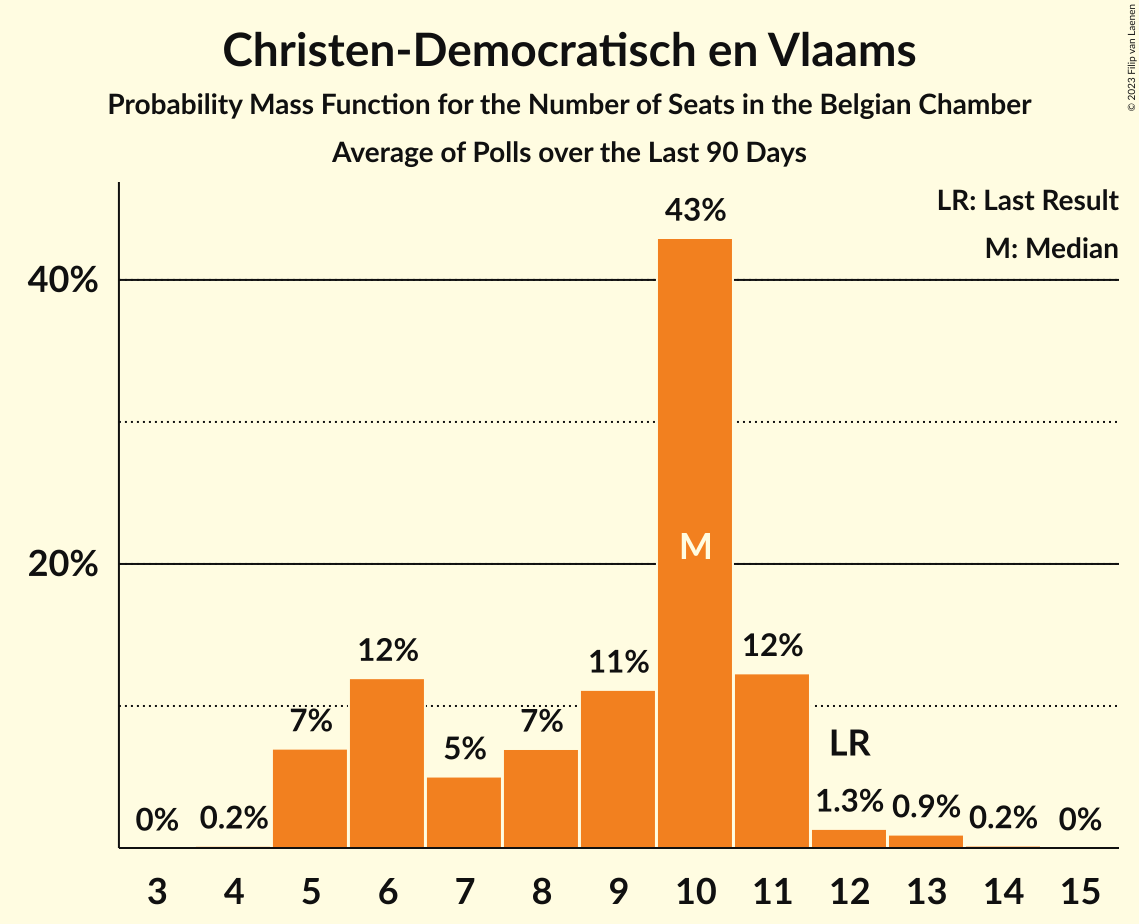 Christen-Democratisch en Vlaams
Probability Mass Function for the Number of Seats in the Belgian Chamber
Average of Polls over the Last 90 Days
© 2023 Filip van Laenen
LR: Last Result
M: Median
43%
40%
M
20%
12%
12%
11%
7%
7%
5%
LR
0%
0.2%
1.3%
0.9%
0.2%
0%
3 4 5 6 7 8 9 10 11 12 13 14 15